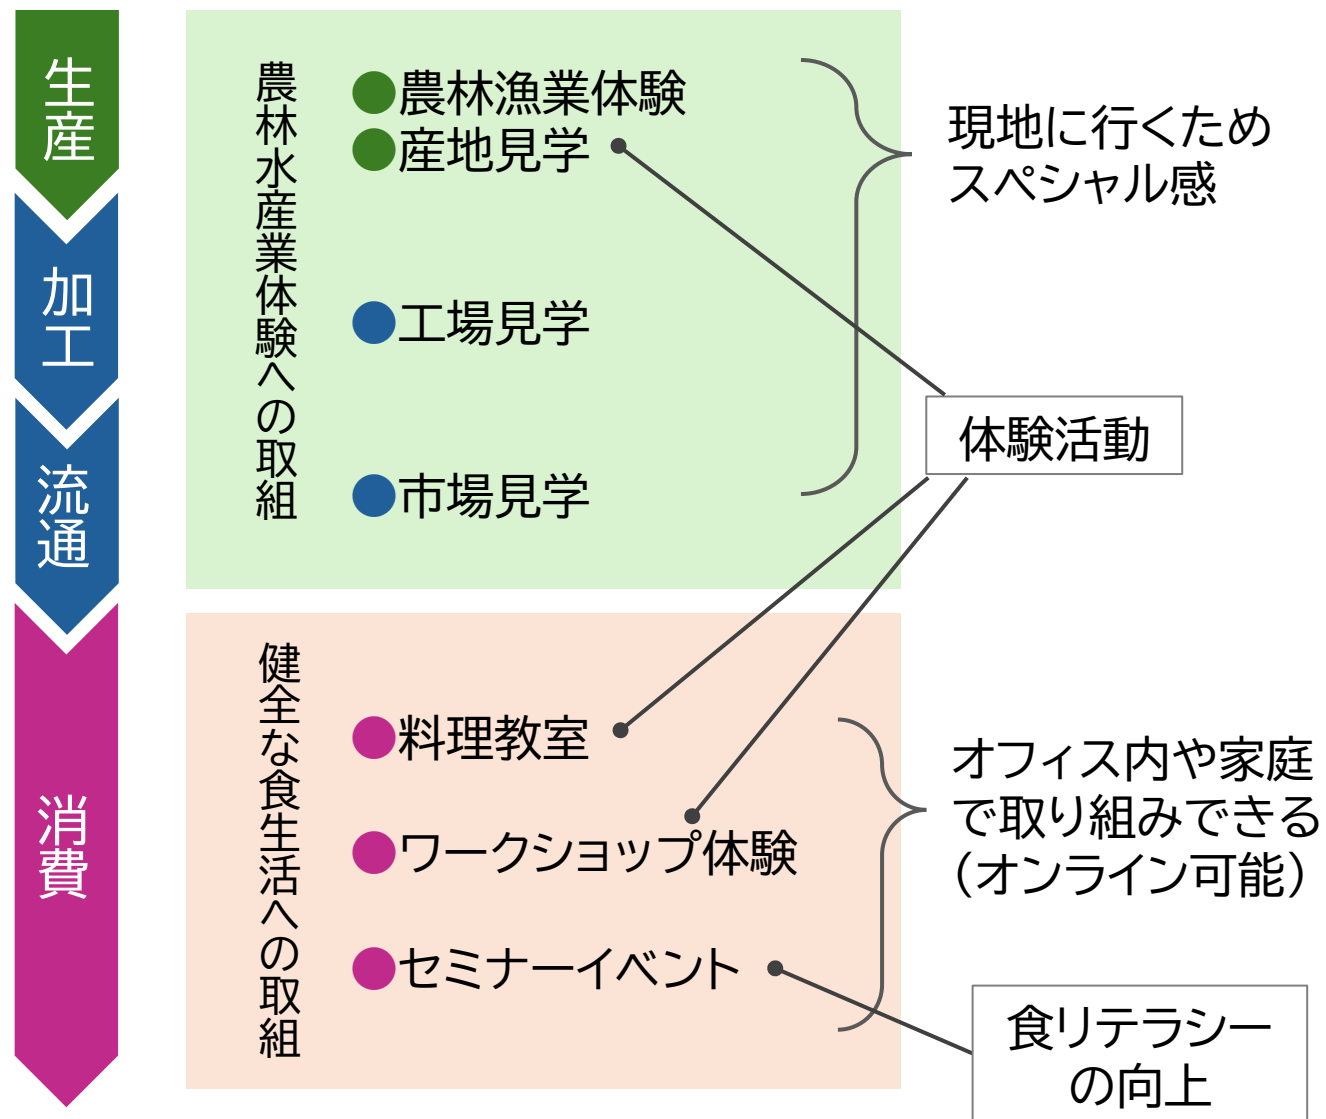 生産
加工
流通
消費
農林水産業体験への取組
●農林漁業体験
●産地見学
●工場見学
●市場見学
現地に行くため
スペシャル感
体験活動
健全な食生活への取組
●料理教室
●ワークショップ体験
●セミナーイベント
オフィス内や家庭
で取り組みできる
（オンライン可能）
食リテラシー
の向上